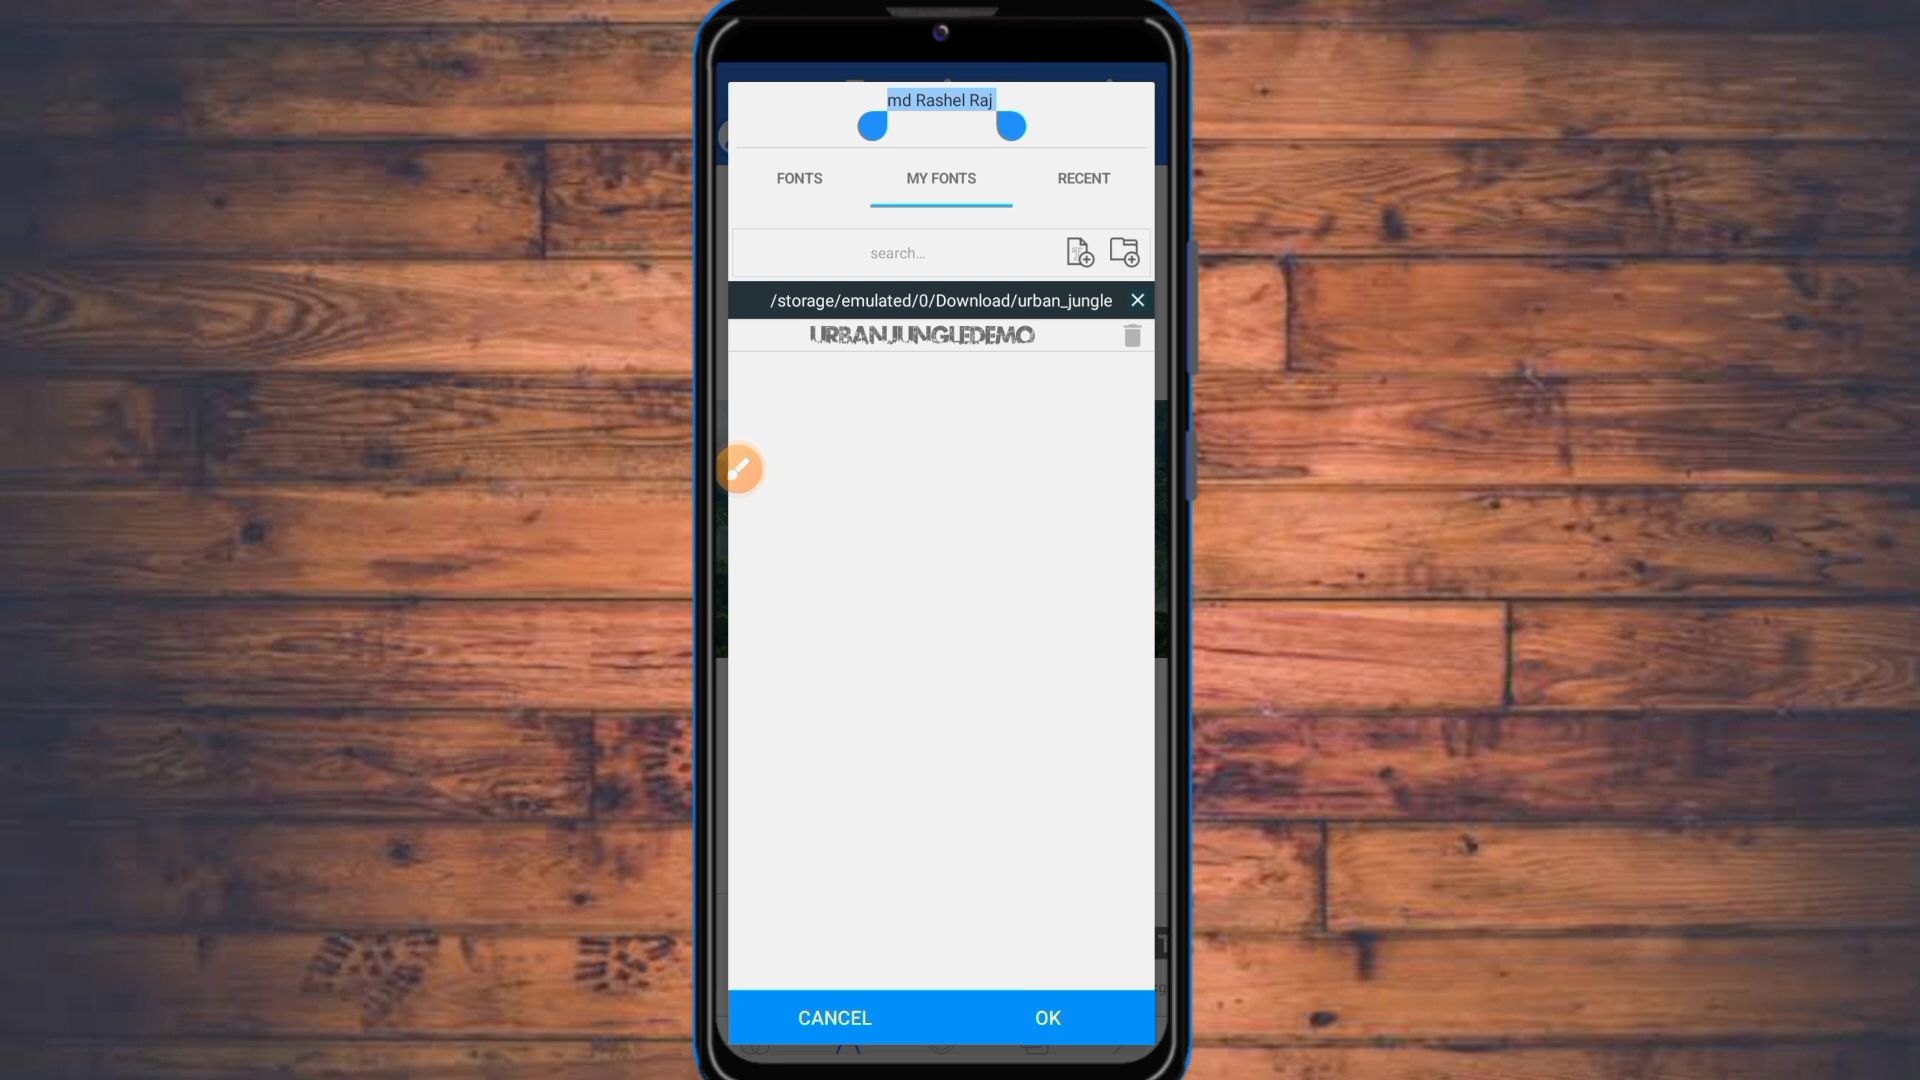 md Rashel Raj
FONTS MY FONTS RECENT
search...
/storage/emulated/0/Download/urban_jungle
URBANJUNGLEDEMO
CANCEL OK